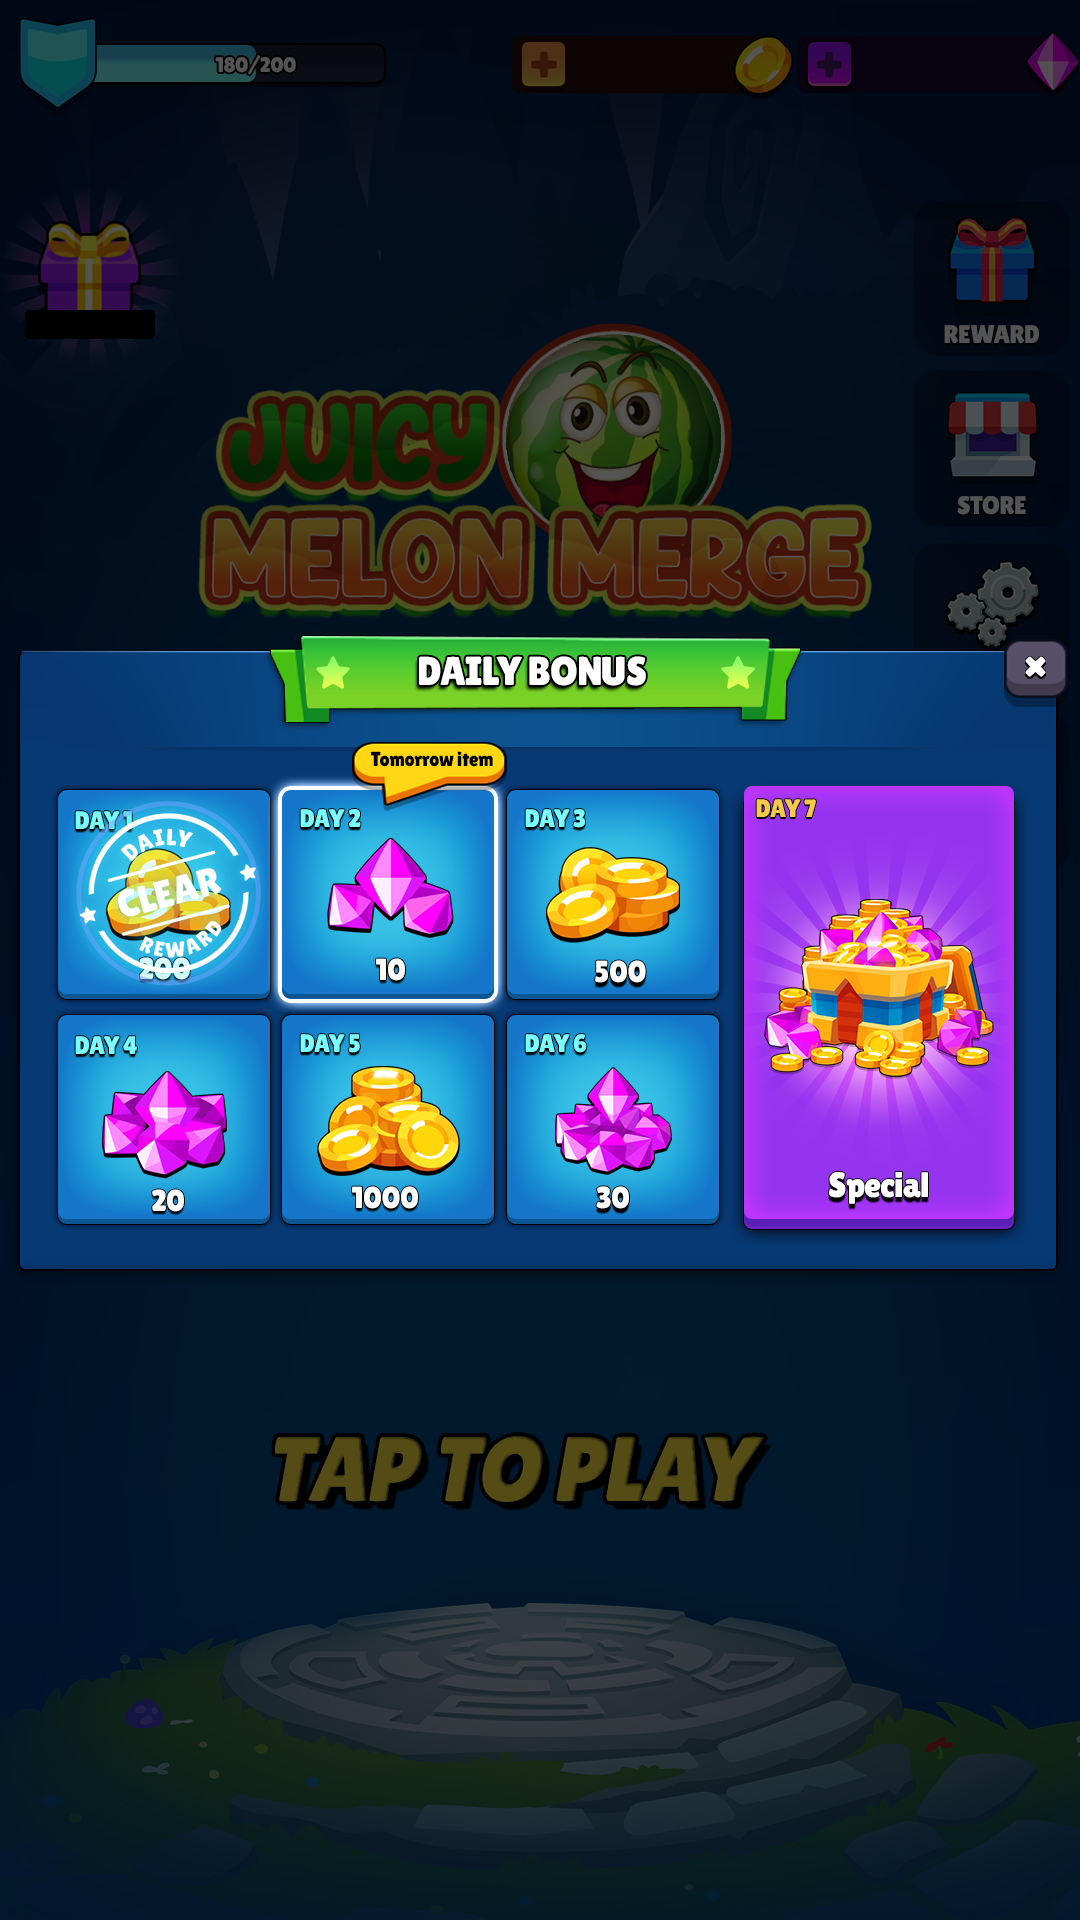 180/200
REWARD
JUICY
STORE
MELON MERGE
DAILY BONUS
Tomorrow item
DAY 1
DAILY
CLEAR
REWARD
200
DAY 2
10
DAY 3
500
DAY 7
Special
DAY 4
20
DAY 5
1000
DAY 6
30
TAP TO PLAY